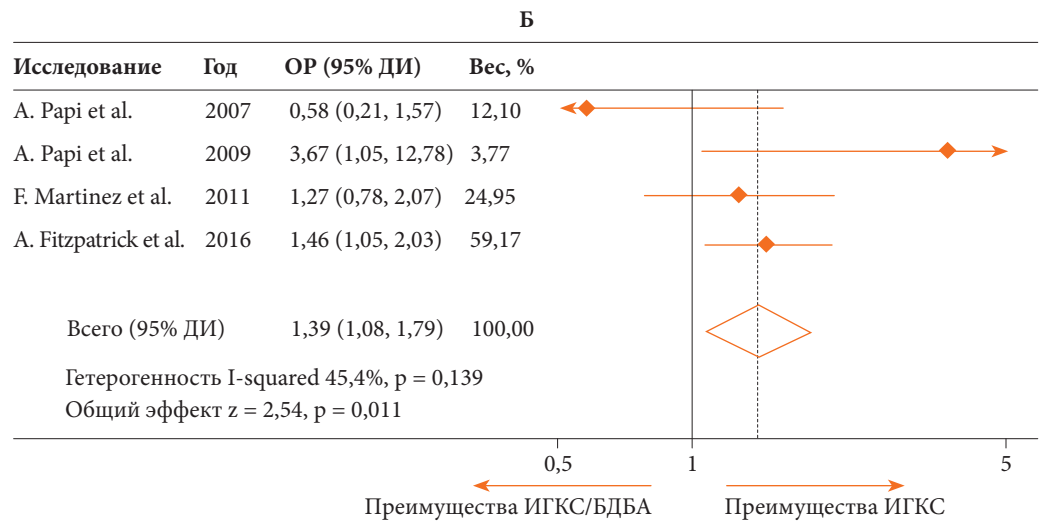 Б
Исследование Год ОР (95% ДИ) Вес, %
A. Papi et al. 2007 0,58 (0,21, 1,57) 12,10
A. Papi et al. 2009 3,67 (1,05, 12,78) 3,77
F. Martinez et al. 2011 1,27 (0,78, 2,07) 24,95
A. Fitzpatrick et al. 2016 1,46 (1,05, 2,03) 59,17
Всего (95% ДИ) 1,39 (1,08, 1,79) 100,00
Гетерогенность I-squared 45,4%, p = 0,139
Общий эффект z = 2,54, p = 0,011
0,5 1 5
Преимущества ИГКС/БДБА Преимущества ИГКС